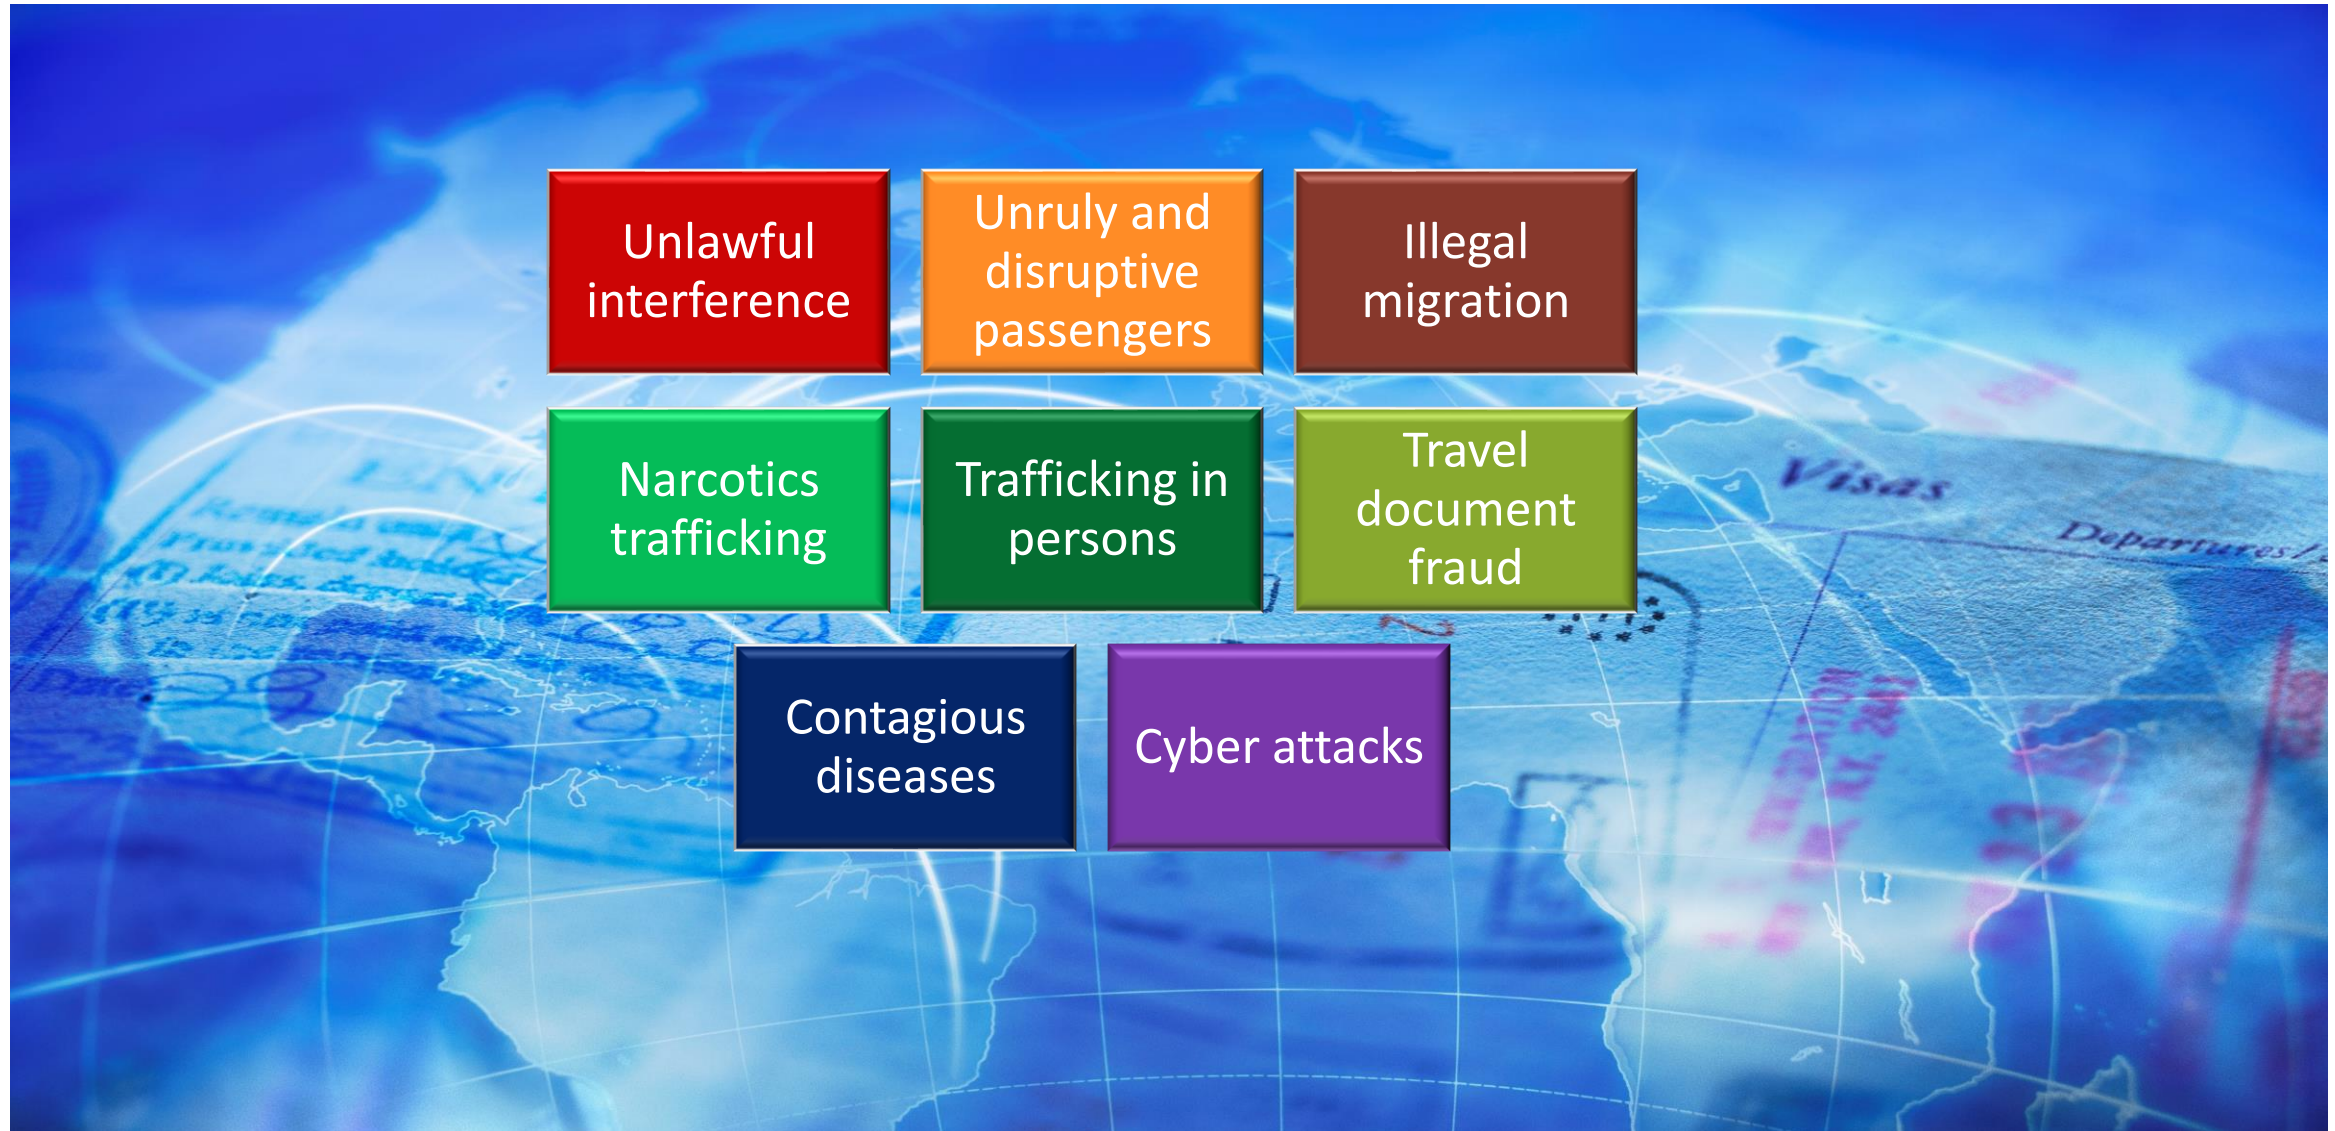 Unlawful
interference
Unruly and
disruptive
passengers
Illegal
migration
Narcotics
trafficking
Trafficking in
persons
Travel
document
fraud
Contagious
diseases
Cyber attacks
Visas
Departures/